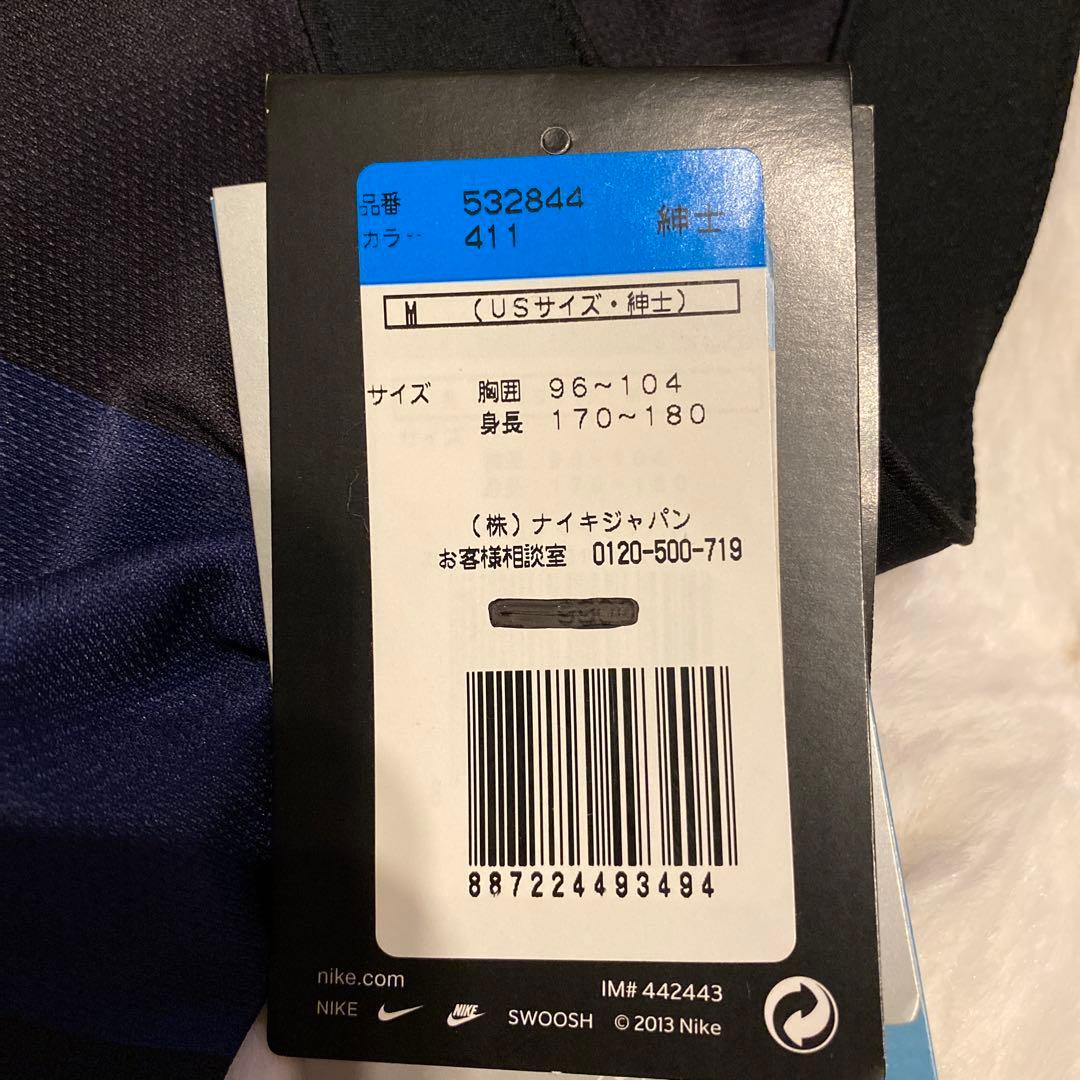 品番 532844
カラー 411
紳士
M (USサイズ・紳士)
サイズ 胸囲 96~104
身長 170~180
(株)ナイキジャパン
お客様相談室 0120-500-719
887224493494
nike.com
IM# 442443
NIKE NIKE SWOOSH © 2013 Nike